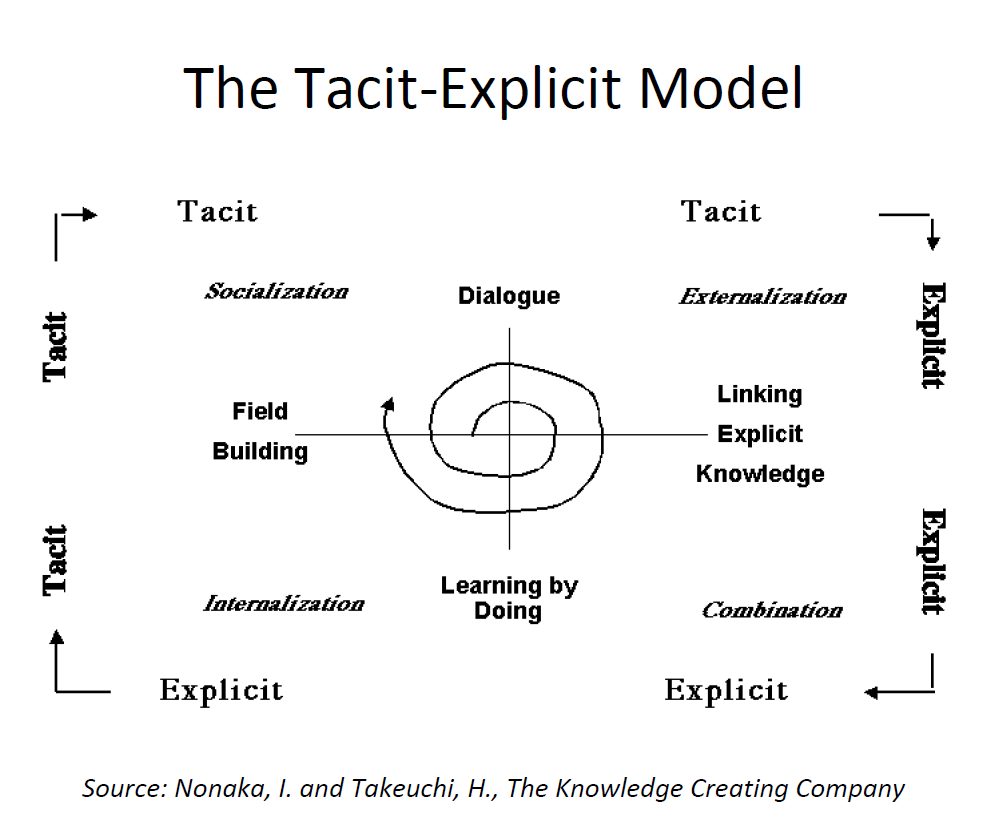 The Tacit-Explicit Model
Tacit
Tacit
Socialization
Dialogue
Externalization
Tacit
Explicit
Field
Building
Linking
Explicit
Knowledge
Tacit
Explicit
Internalization
Learning by
Doing
Combination
Explicit
Explicit
Source: Nonaka, I. and Takeuchi, H., The Knowledge Creating Company